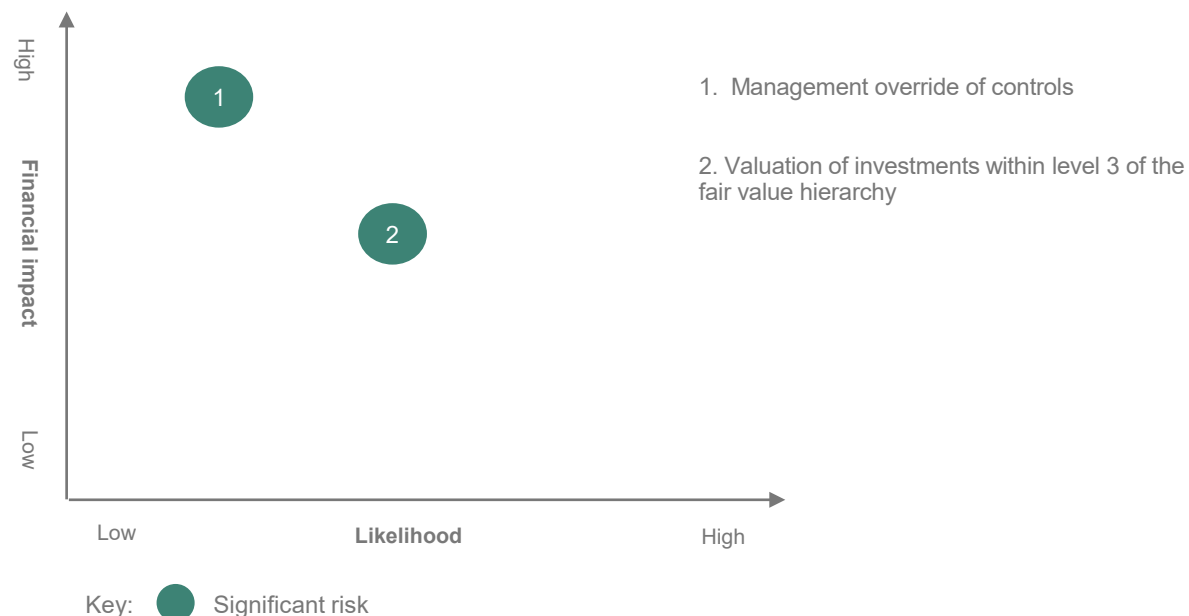 High
1
1. Management override of controls
Financial impact
2. Valuation of investments within level 3 of the
fair value hierarchy
2
Low
Low
Likelihood
High
Key:
Significant risk